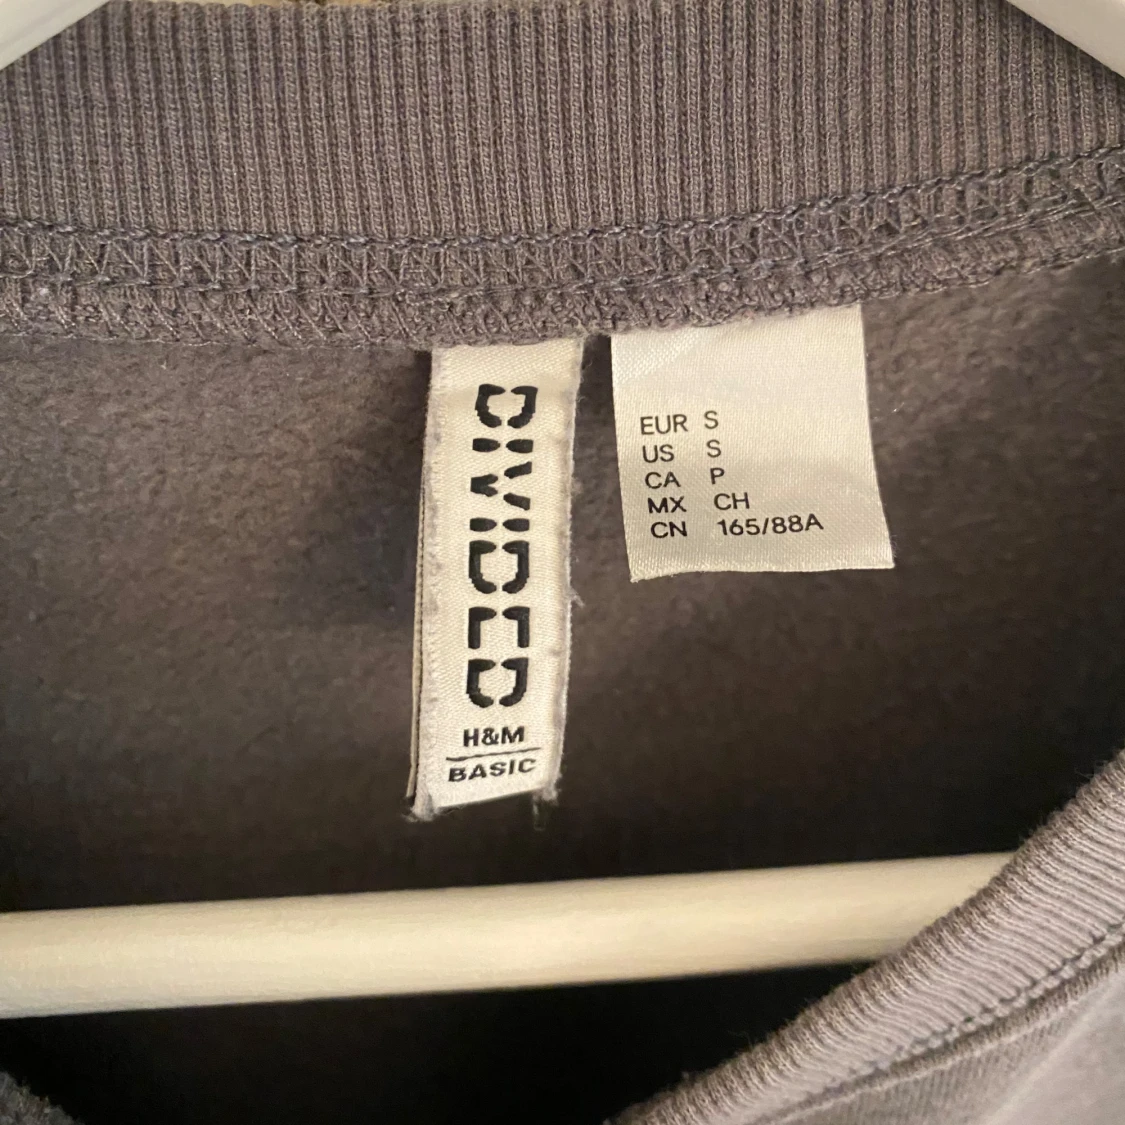 DIVIDED
H&M
BASIC
EUR S
US S
CA P
MX CH
CN 165/88A